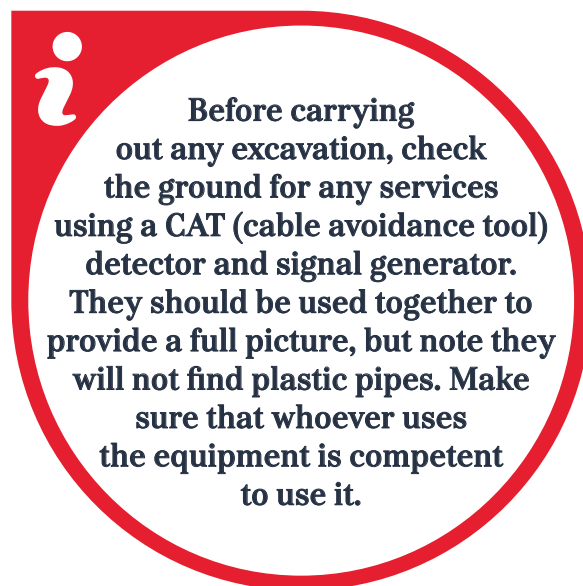 Before carrying
out any excavation, check
the ground for any services
using a CAT (cable avoidance tool)
detector and signal generator.
They should be used together to
provide a full picture, but note they
will not find plastic pipes. Make
sure that whoever uses
the equipment is competent
to use it.